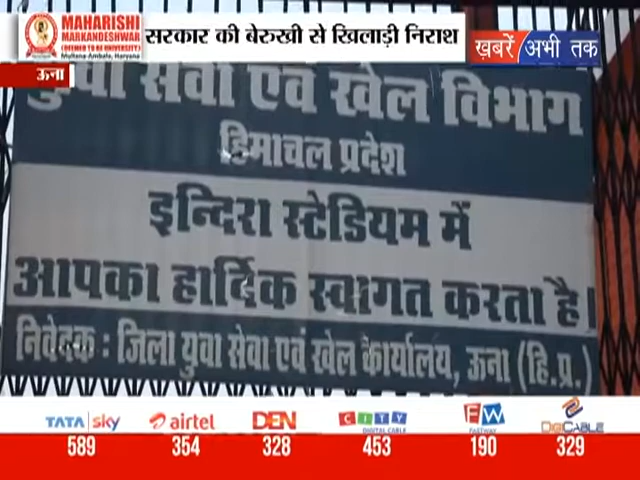 MAHARISHI
MARKANDESHWAR
(DEEMED TO BE UNIVERSITY)
Mullana-Ambala, Haryana
सरकार की बेरुखी से खिलाड़ी निराश
ख़बरें अभी तक
ऊना
युवा सेवा एवं खेल विभाग
हिमाचल प्रदेश
इन्दिरा स्टेडियम में
आपका हार्दिक स्वागत करता है।
निवेदक : जिला युवा सेवा एवं खेल कार्यालय, ऊना (हि.प्र.)
TATA sky airtel DEN CITY DIGITAL CABLE FW FASTWAY DIGICABLE
589 354 328 453 190 329